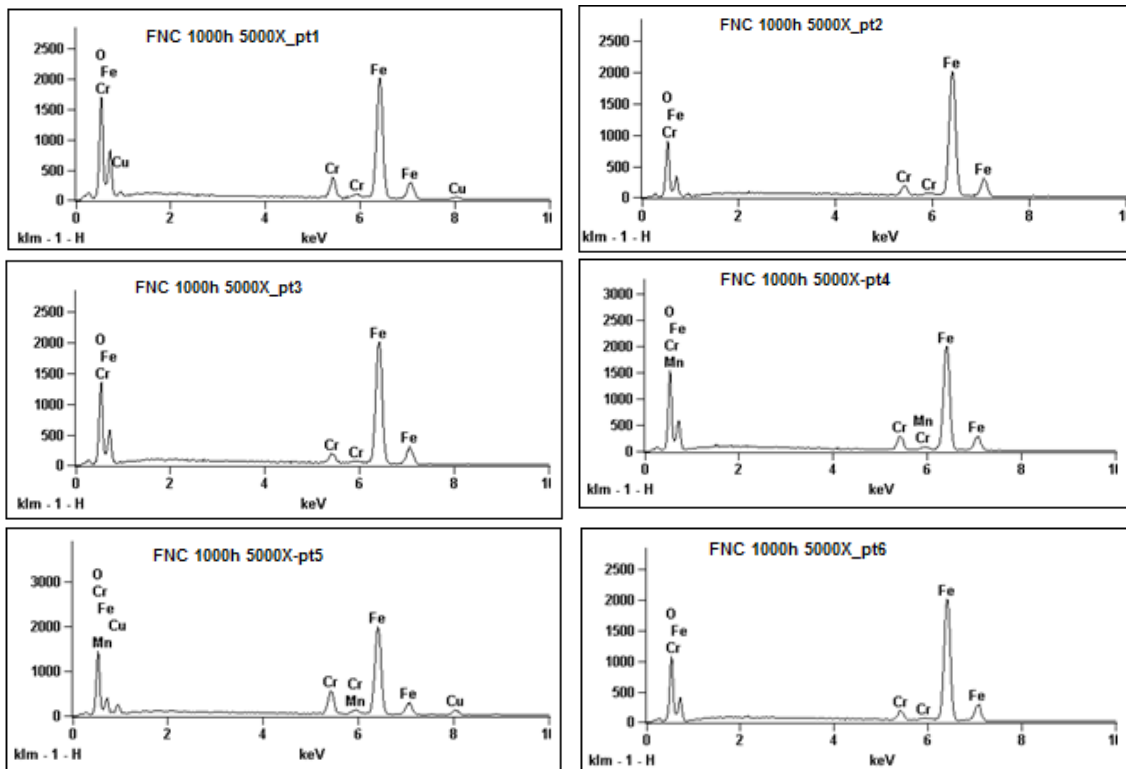 FNC 1000h 5000X_pt1
2500
2000
1500
1000
500
0
O
Fe
Cr
Cu
Cr
Cr
Fe
Fe
Cu
0 2 4 6 8 1
klm - 1 - H keV
FNC 1000h 5000X_pt2
2500
2000
1500
1000
500
0
O
Fe
Cr
Cr
Cr
Fe
Fe
0 2 4 6 8 1
klm - 1 - H keV
FNC 1000h 5000X_pt3
2500
2000
1500
1000
500
0
O
Fe
Cr
Cr
Cr
Fe
Fe
0 2 4 6 8 1
klm - 1 - H keV
FNC 1000h 5000X-pt4
3000
2500
2000
1500
1000
500
0
O
Fe
Cr
Mn
Cr
Mn
Cr
Fe
Fe
0 2 4 6 8 1
klm - 1 - H keV
FNC 1000h 5000X-pt5
3000
2000
1000
0
O
Cr
Fe
Cu
Mn
Cr
Cr
Mn
Fe
Fe
Cu
0 2 4 6 8 1
klm - 1 - H keV
FNC 1000h 5000X_pt6
2500
2000
1500
1000
500
0
O
Fe
Cr
Cr
Cr
Fe
Fe
0 2 4 6 8 1
klm - 1 - H keV